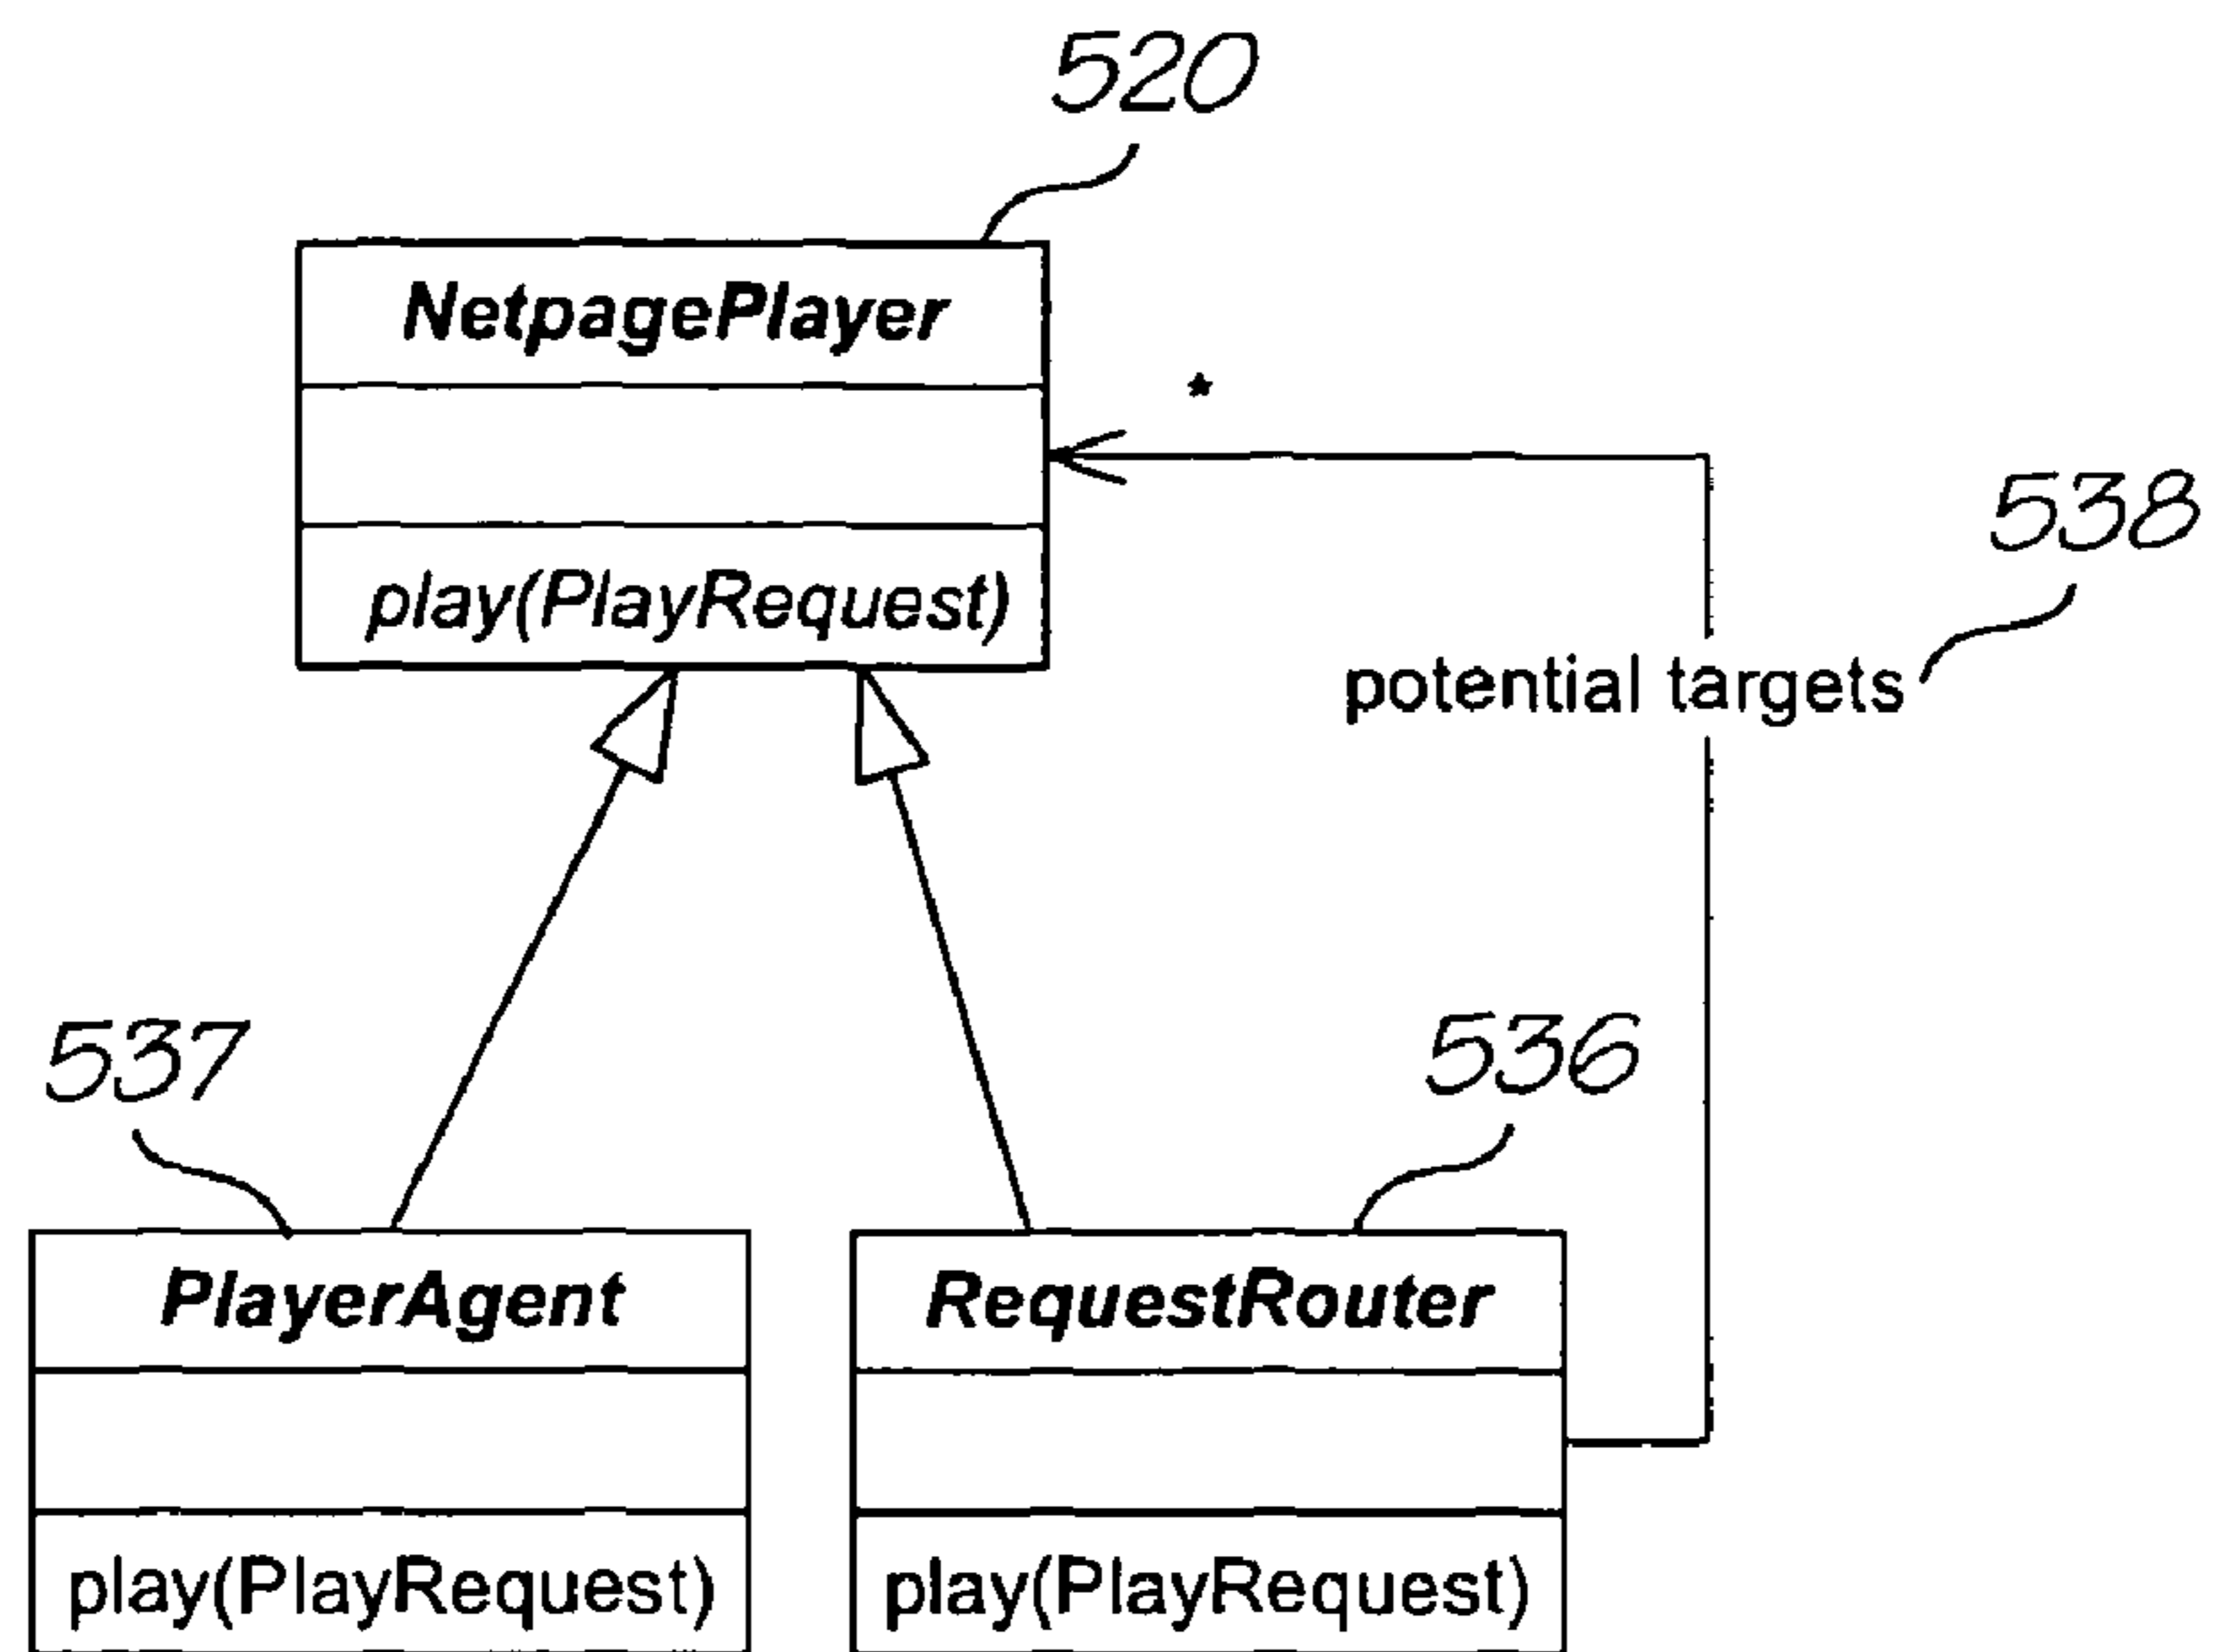 520
NetpagePlayer
*
play(PlayRequest)
538
potential targets
537
536
PlayerAgent
RequestRouter
play(PlayRequest)
play(PlayRequest)